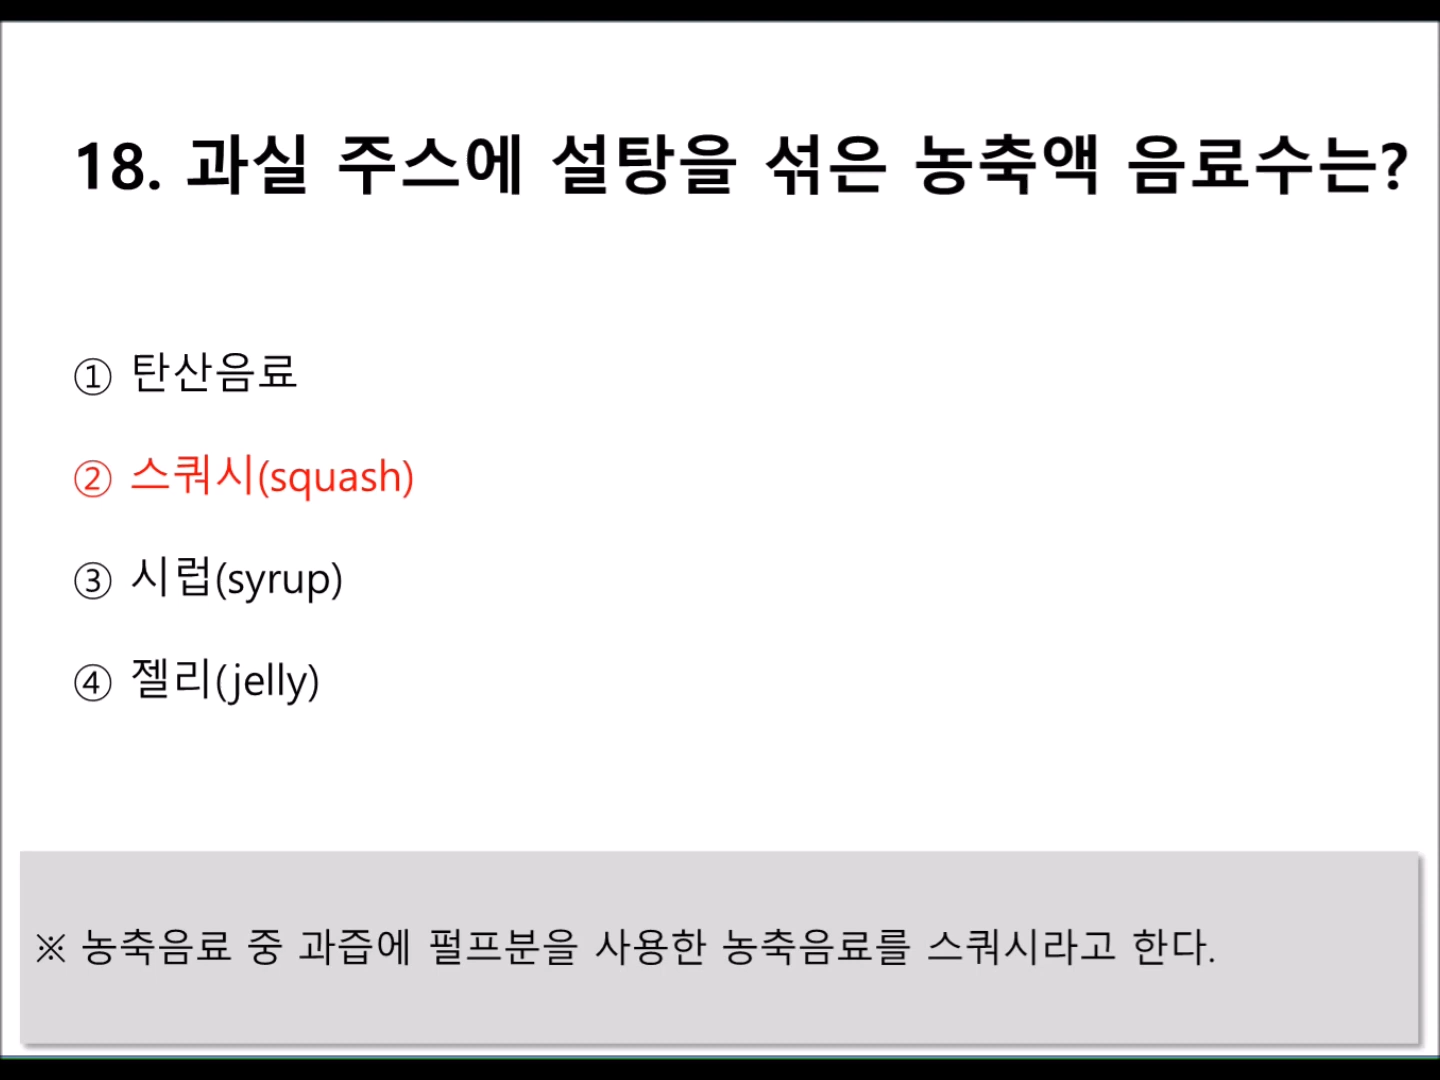 18. 과실 주스에 설탕을 섞은 농축액 음료수는?
① 탄산음료
② 스쿼시(squash)
③ 시럽(syrup)
④ 젤리(jelly)
※ 농축음료 중 과즙에 펄프분을 사용한 농축음료를 스쿼시라고 한다.